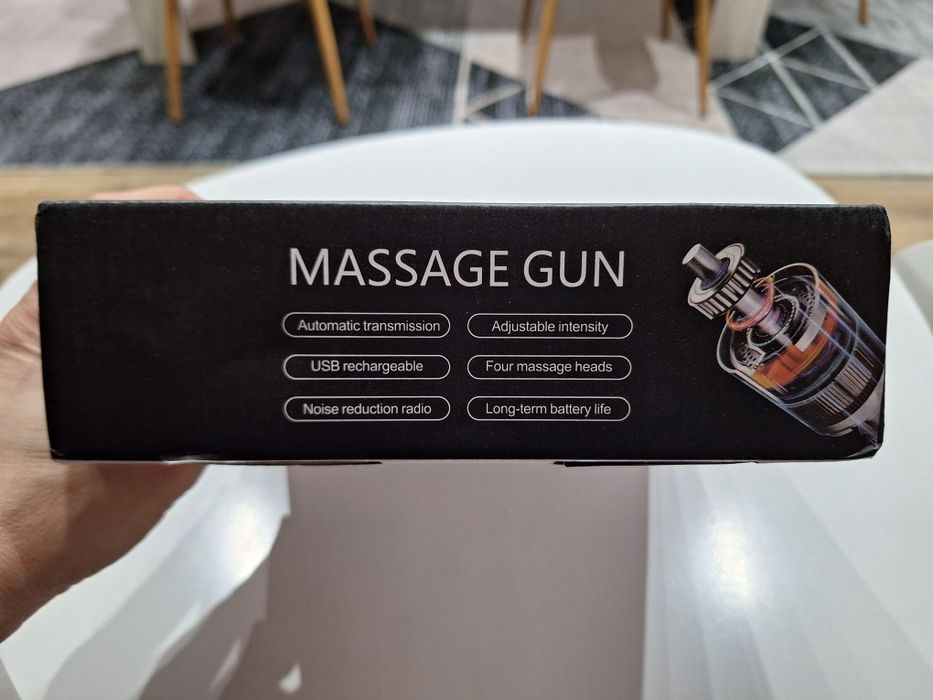 MASSAGE GUN
Automatic transmission
Adjustable intensity
USB rechargeable
Four massage heads
Noise reduction radio
Long-term battery life